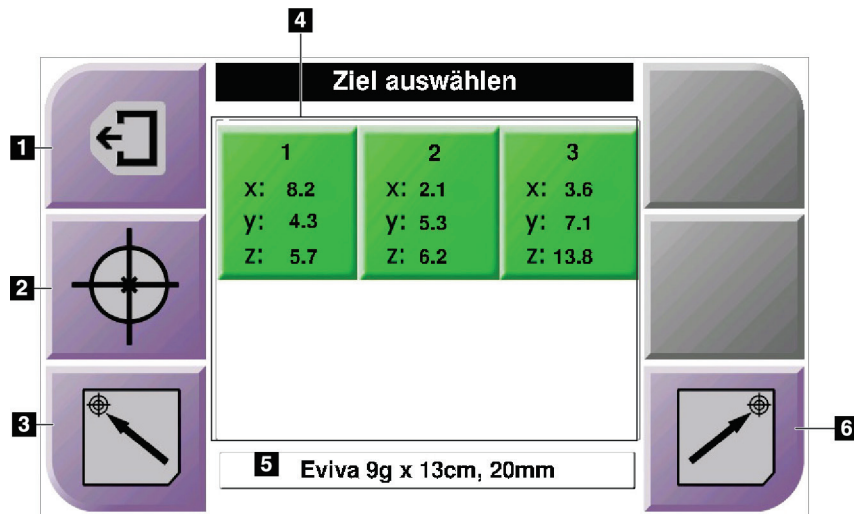 4
Ziel auswählen
1
1 2 3
x: 8.2 x: 2.1 x: 3.6
y: 4.3 y: 5.3 y: 7.1
z: 5.7 z: 6.2 z: 13.8
2
3
6
5 Eviva 9g x 13cm, 20mm